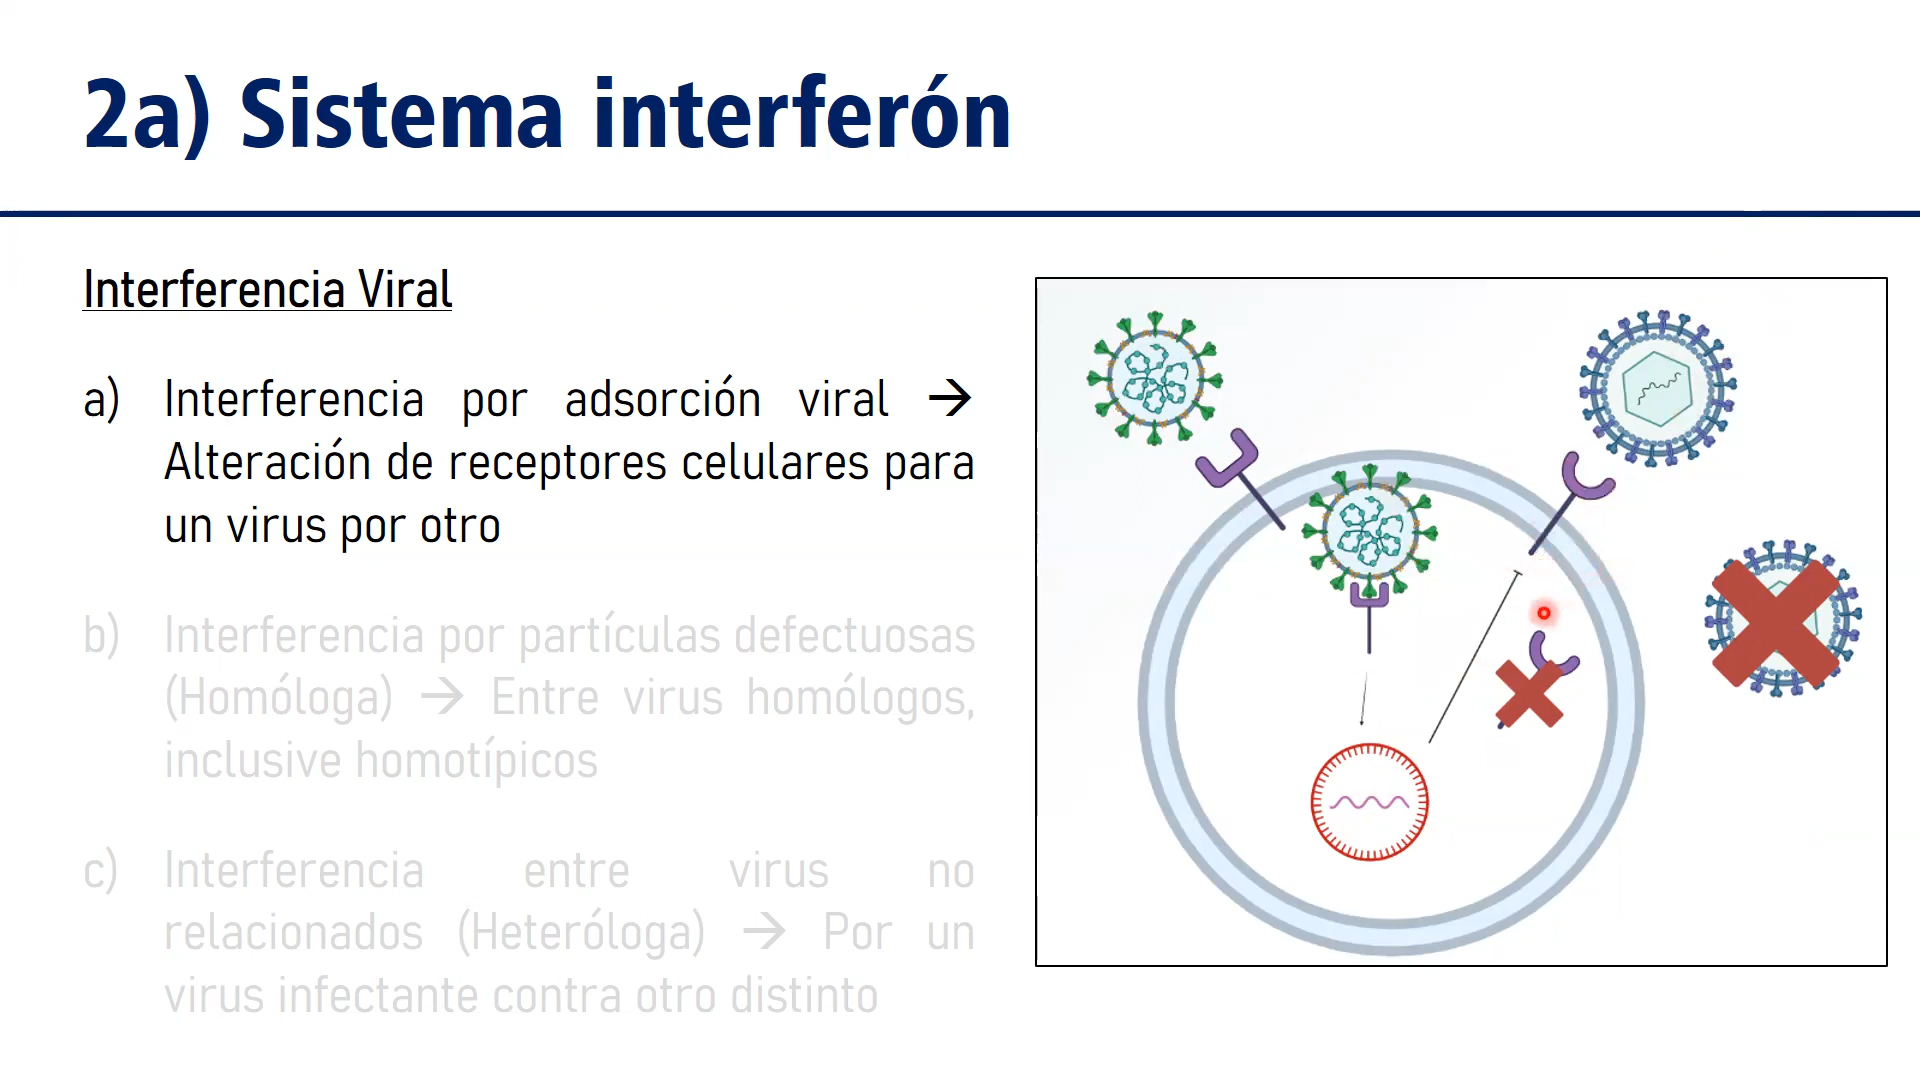 2a) Sistema interferón
Interferencia Viral
a) Interferencia por adsorción viral →
Alteración de receptores celulares para
un virus por otro
b) Interferencia por partículas defectuosas
(Homóloga) → Entre virus homólogos,
inclusive homotípicos
c) Interferencia entre virus no
relacionados (Heteróloga) → Por un
virus infectante contra otro distinto